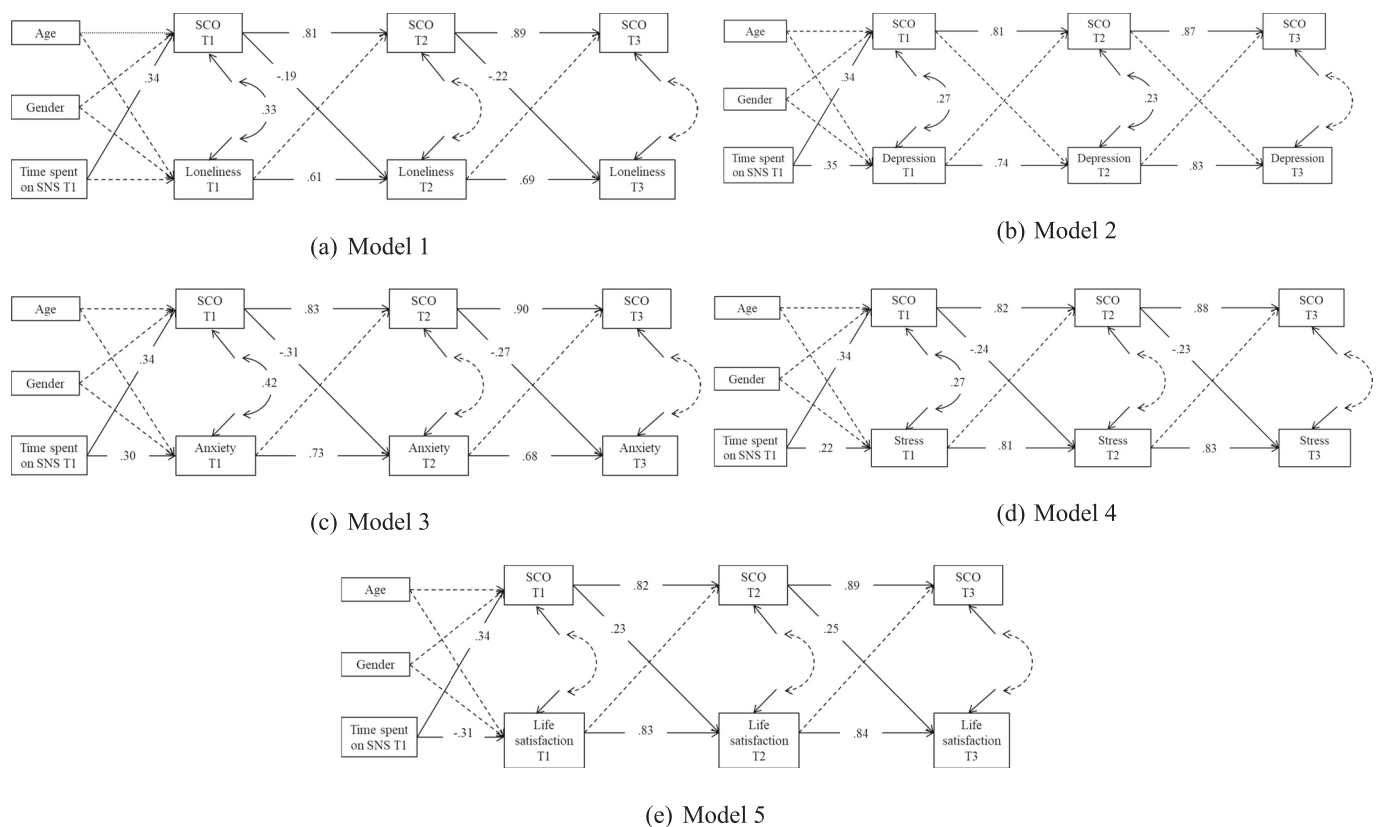 Age
SCO
T1
.81
SCO
T2
.89
SCO
T3
.34
-.19
-.22
Gender
.33
Time spent
on SNS T1
Loneliness
T1
.61
Loneliness
T2
.69
Loneliness
T3
(a) Model 1
Age
SCO
T1
.81
SCO
T2
.87
SCO
T3
.34
Gender
.27
.23
Time spent
on SNS T1
.35
Depression
T1
.74
Depression
T2
.83
Depression
T3
(b) Model 2
Age
SCO
T1
.83
SCO
T2
.90
SCO
T3
.34
-.31
-.27
Gender
.42
Time spent
on SNS T1
.30
Anxiety
T1
.73
Anxiety
T2
.68
Anxiety
T3
(c) Model 3
Age
SCO
T1
.82
SCO
T2
.88
SCO
T3
.34
-.24
-.23
Gender
.27
Time spent
on SNS T1
.22
Stress
T1
.81
Stress
T2
.83
Stress
T3
(d) Model 4
Age
SCO
T1
.82
SCO
T2
.89
SCO
T3
.34
.23
.25
Gender
Time spent
on SNS T1
-.31
Life
satisfaction
T1
.83
Life
satisfaction
T2
.84
Life
satisfaction
T3
(e) Model 5